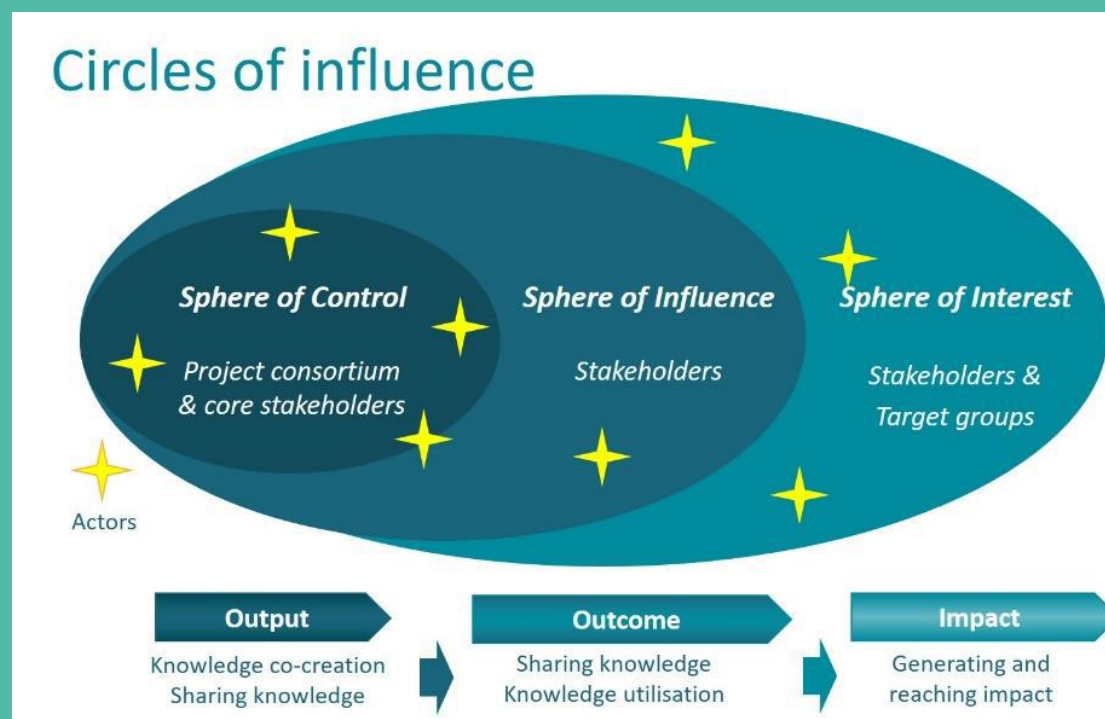 Circles of influence
Sphere of Control
Project consortium
& core stakeholders
Sphere of Influence
Stakeholders
Sphere of Interest
Stakeholders &
Target groups
Actors
Output
Knowledge co-creation
Sharing knowledge
Outcome
Sharing knowledge
Knowledge utilisation
Impact
Generating and
reaching impact